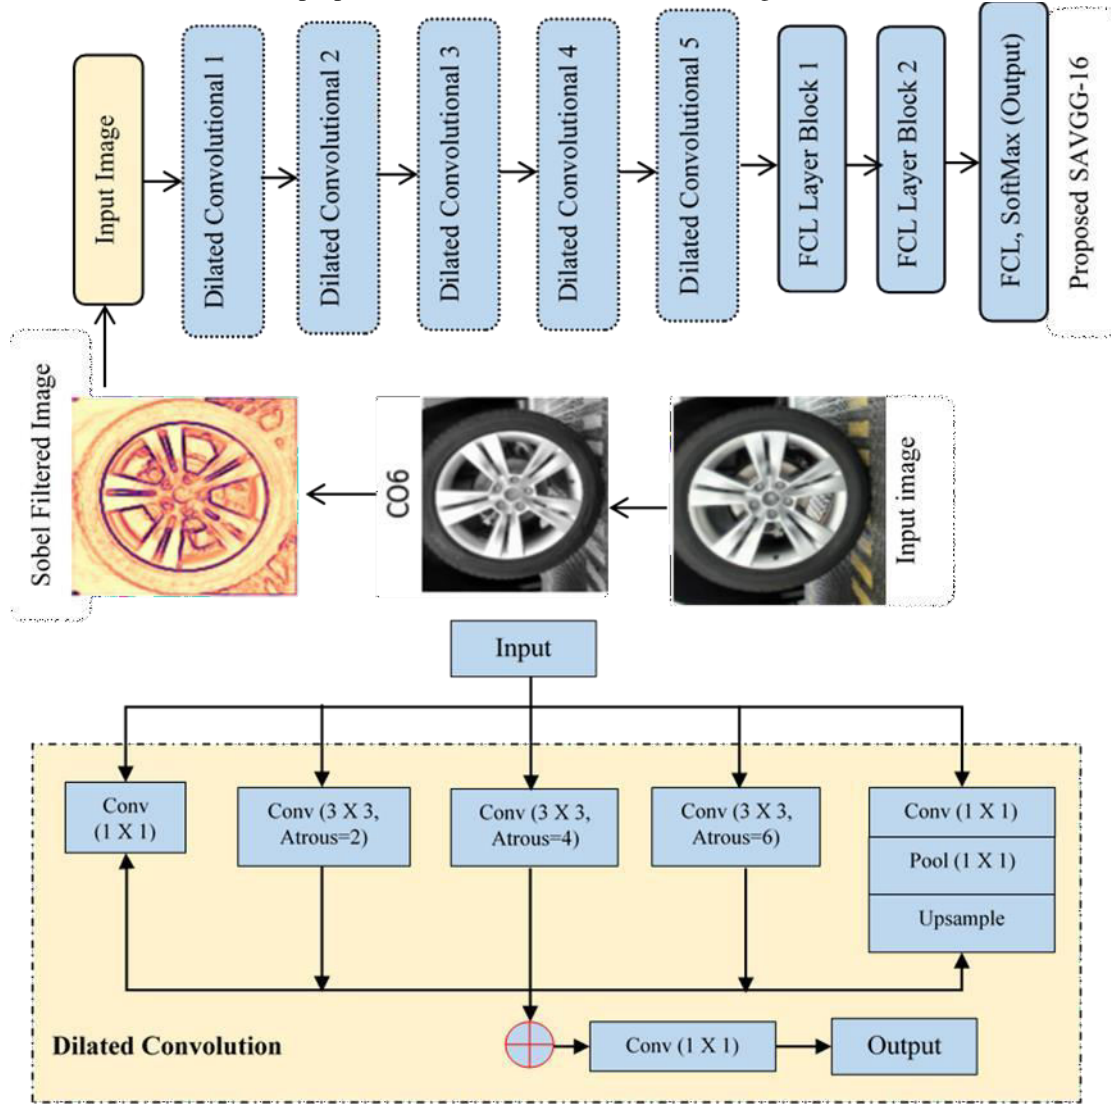 Input Image
Dilated Convolutional 1
Dilated Convolutional 2
Dilated Convolutional 3
Dilated Convolutional 4
Dilated Convolutional 5
FCL Layer Block 1
FCL Layer Block 2
FCL, SoftMax (Output)
Proposed SAVGG-16
Sobel Filtered Image
CO6
Input image
Input
Conv
(1 X 1)
Conv (3 X 3,
Atrous=2)
Conv (3 X 3,
Atrous=4)
Conv (3 X 3,
Atrous=6)
Conv (1 X 1)
Pool (1 X 1)
Upsample
Dilated Convolution
Conv (1 X 1)
Output